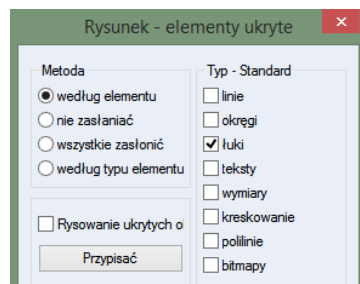 Rysunek - elementy ukryte
Metoda
według elementu
nie zasłaniać
wszystkie zasłonić
według typu elementu
Rysowanie ukrytych
Przypisać
Typ - Standard
linie
okręgi
łuki
teksty
wymiary
kreskowanie
polilinie
bitmapy